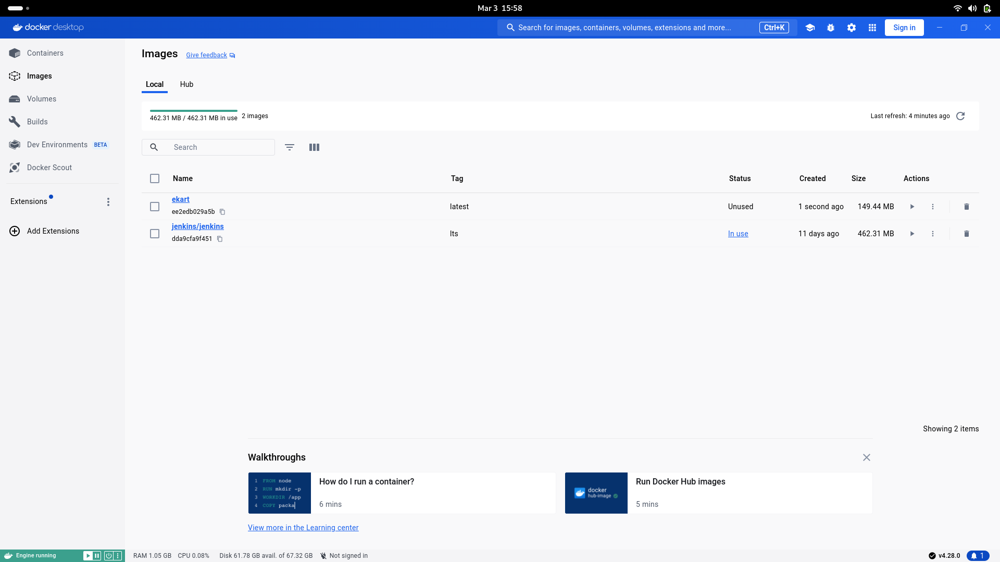 Mar 3 15:58
docker desktop
Search for images, containers, volumes, extensions and more...
Ctrl+K
Sign in
Containers
Images
Volumes
Builds
Dev Environments BETA
Docker Scout
Extensions
Add Extensions
Images
Give feedback
Local
Hub
462.31 MB / 462.31 MB in use
2 images
Last refresh: 4 minutes ago
Search
Name Tag Status Created Size Actions
ekart
ee2edb029a5b
latest
Unused
1 second ago
149.44 MB
jenkins/jenkins
dda9cfa9f451
lts
In use
11 days ago
462.31 MB
Showing 2 items
Walkthroughs
1 FROM node
2 RUN mkdir -p
3 WORKDIR /app
4 COPY packa
How do I run a container?
6 mins
docker
hub-image
Run Docker Hub images
5 mins
View more in the Learning center
Engine running
RAM 1.05 GB
CPU 0.08%
Disk 61.78 GB avail. of 67.32 GB
Not signed in
v4.28.0
1